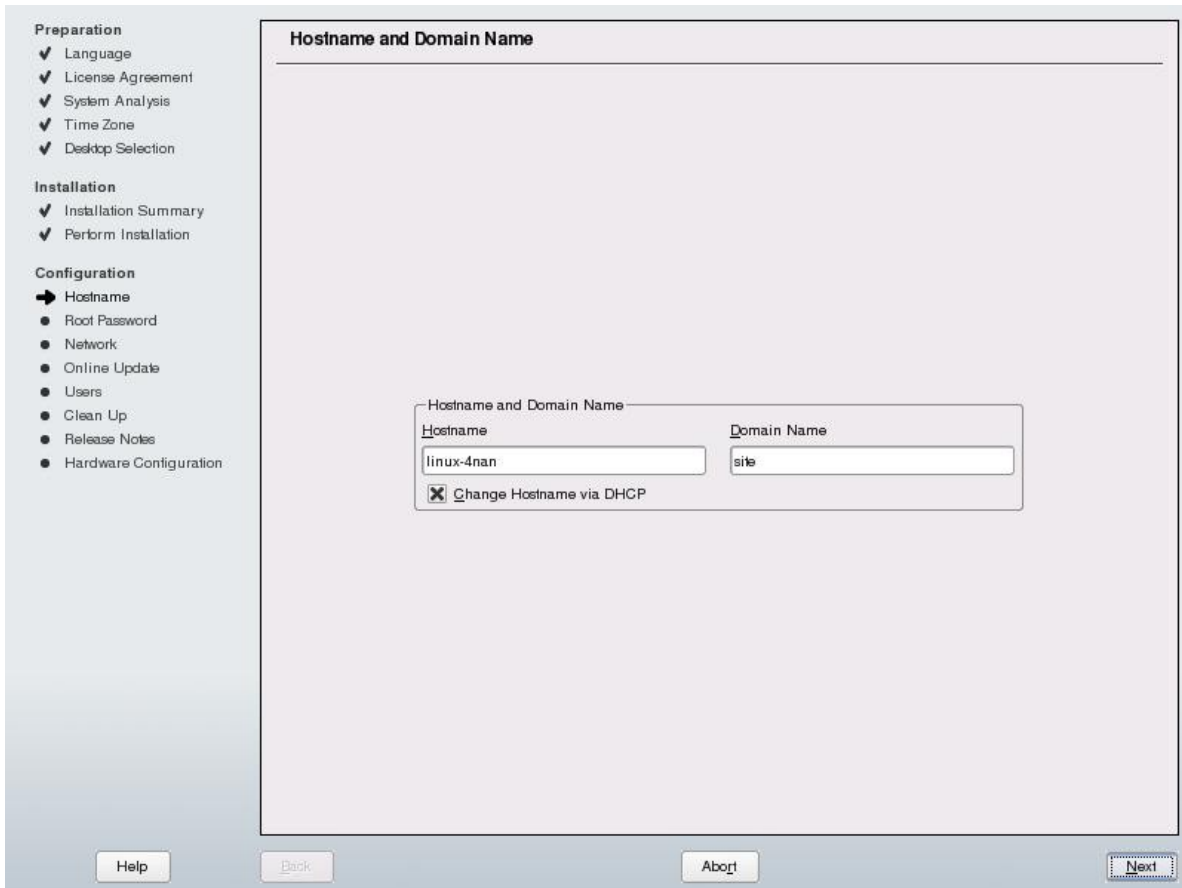 Preparation
Language
License Agreement
System Analysis
Time Zone
Desktop Selection
Installation
Installation Summary
Perform Installation
Configuration
Hostname
Root Password
Network
Online Update
Users
Clean Up
Release Notes
Hardware Configuration
Hostname and Domain Name
Hostname and Domain Name
Hostname
Domain Name
linux-4nan
site
Change Hostname via DHCP
Help
Back
Abort
Next